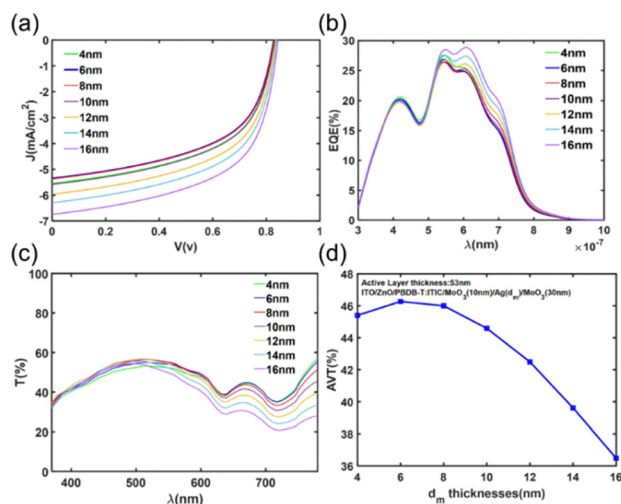 (a)
0
-1
-2
-3
-4
-5
-6
-7
J(mA/cm²)
4nm
6nm
8nm
10nm
12nm
14nm
16nm
0 0.2 0.4 0.6 0.8 1
V(v)
(b)
30
25
20
15
10
5
0
EQE(%)
4nm
6nm
8nm
10nm
12nm
14nm
16nm
3 4 5 6 7 8 9 10
λ(nm)
×10⁻⁷
(c)
100
80
60
40
20
0
T(%)
4nm
6nm
8nm
10nm
12nm
14nm
16nm
400 500 600 700
λ(nm)
(d)
48
46
44
42
40
38
36
AVT(%)
Active Layer thickness:53nm
ITO/ZnO/PBDB-T:ITIC/MoO₃(10nm)/Ag(dₘ)/MoO₃(30nm)
4 6 8 10 12 14 16
dₘ thicknesses(nm)